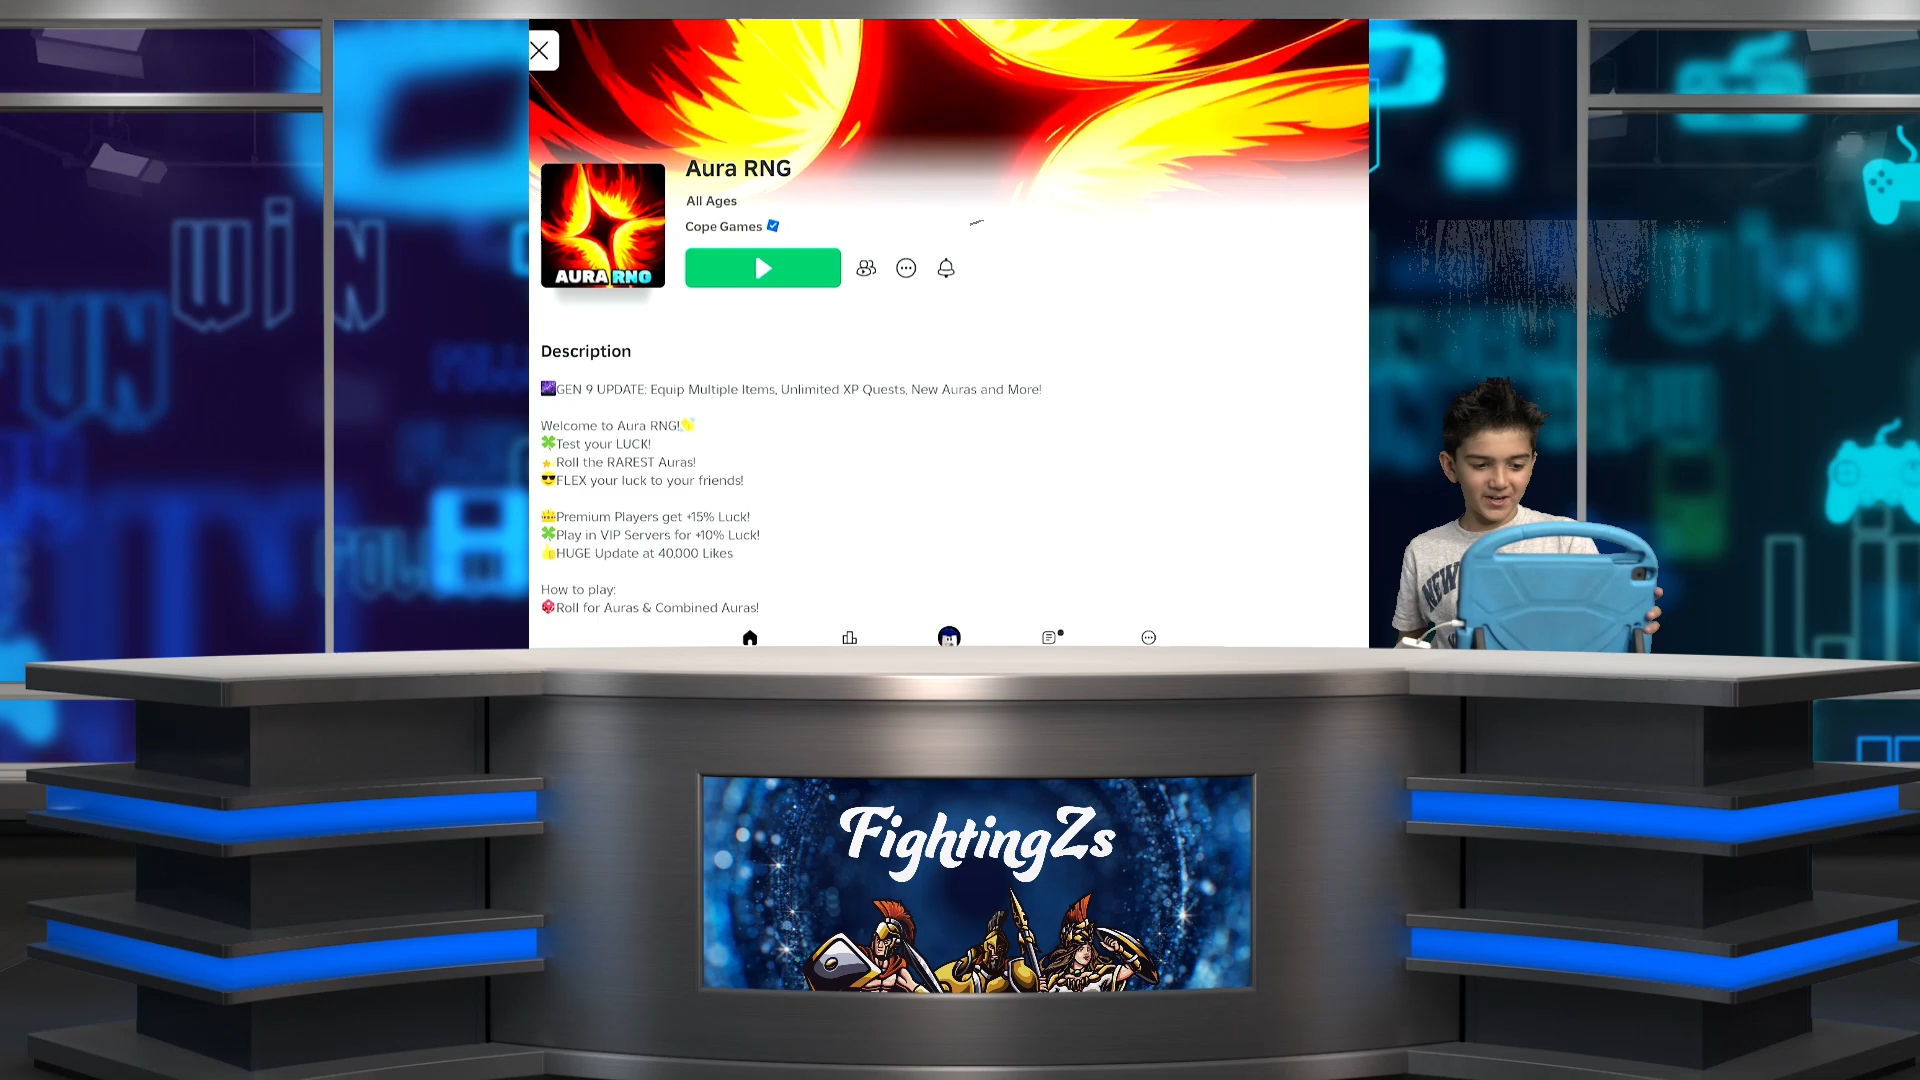 WIN
FUN
Aura RNG
All Ages
Cope Games
AURA RNG
Description
GEN 9 UPDATE: Equip Multiple Items, Unlimited XP Quests, New Auras and More!
Welcome to Aura RNG!
Test your LUCK!
Roll the RAREST Auras!
FLEX your luck to your friends!
Premium Players get +15% Luck!
Play in VIP Servers for +10% Luck!
HUGE Update at 40,000 Likes
How to play:
Roll for Auras & Combined Auras!
NEW
FightingZs